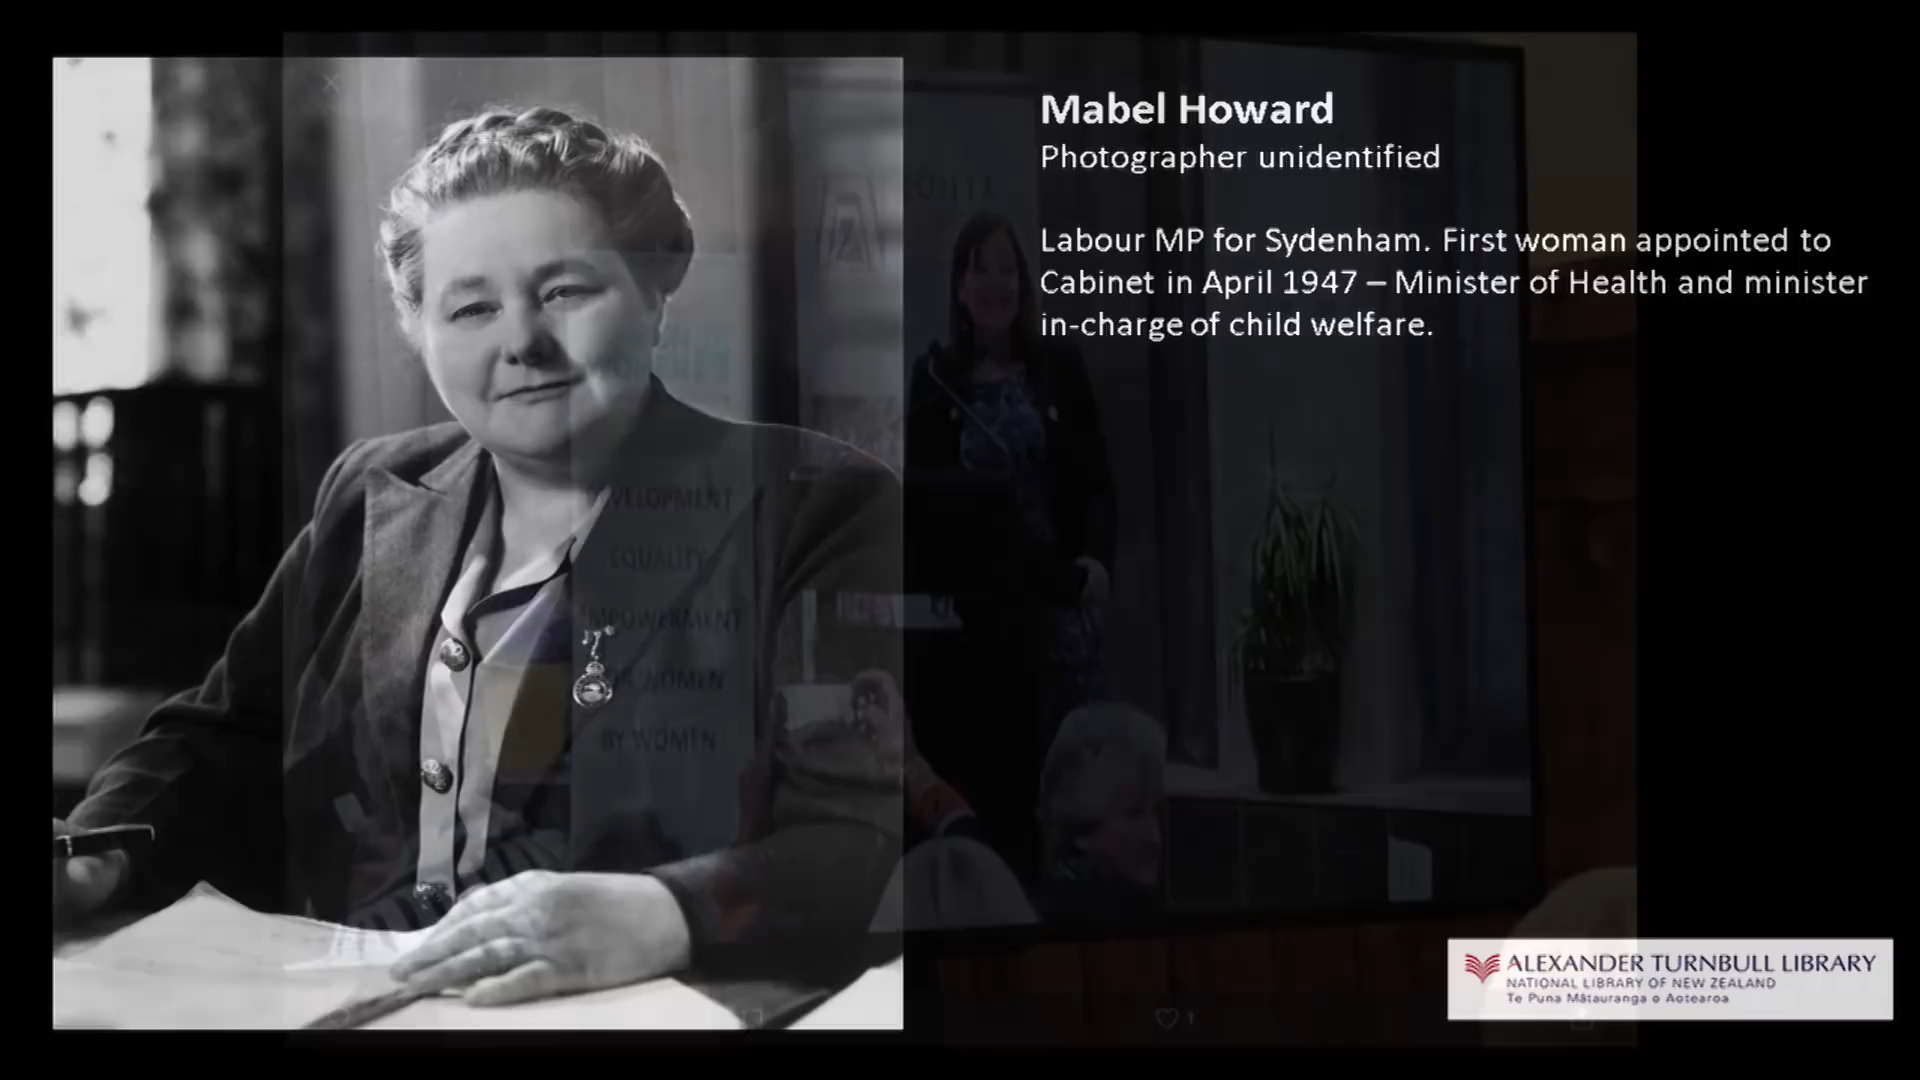 Mabel Howard
Photographer unidentified
Labour MP for Sydenham. First woman appointed to
Cabinet in April 1947 – Minister of Health and minister
in-charge of child welfare.
EQUALITY
WOMEN
BY WOMEN
1
ALEXANDER TURNBULL LIBRARY
NATIONAL LIBRARY OF NEW ZEALAND
Te Puna Mātauranga o Aotearoa